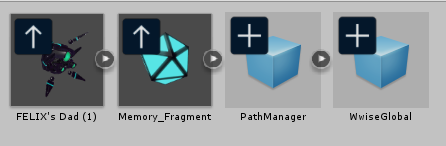 FELIX's Dad (1)
Memory_Fragment
PathManager
WwiseGlobal